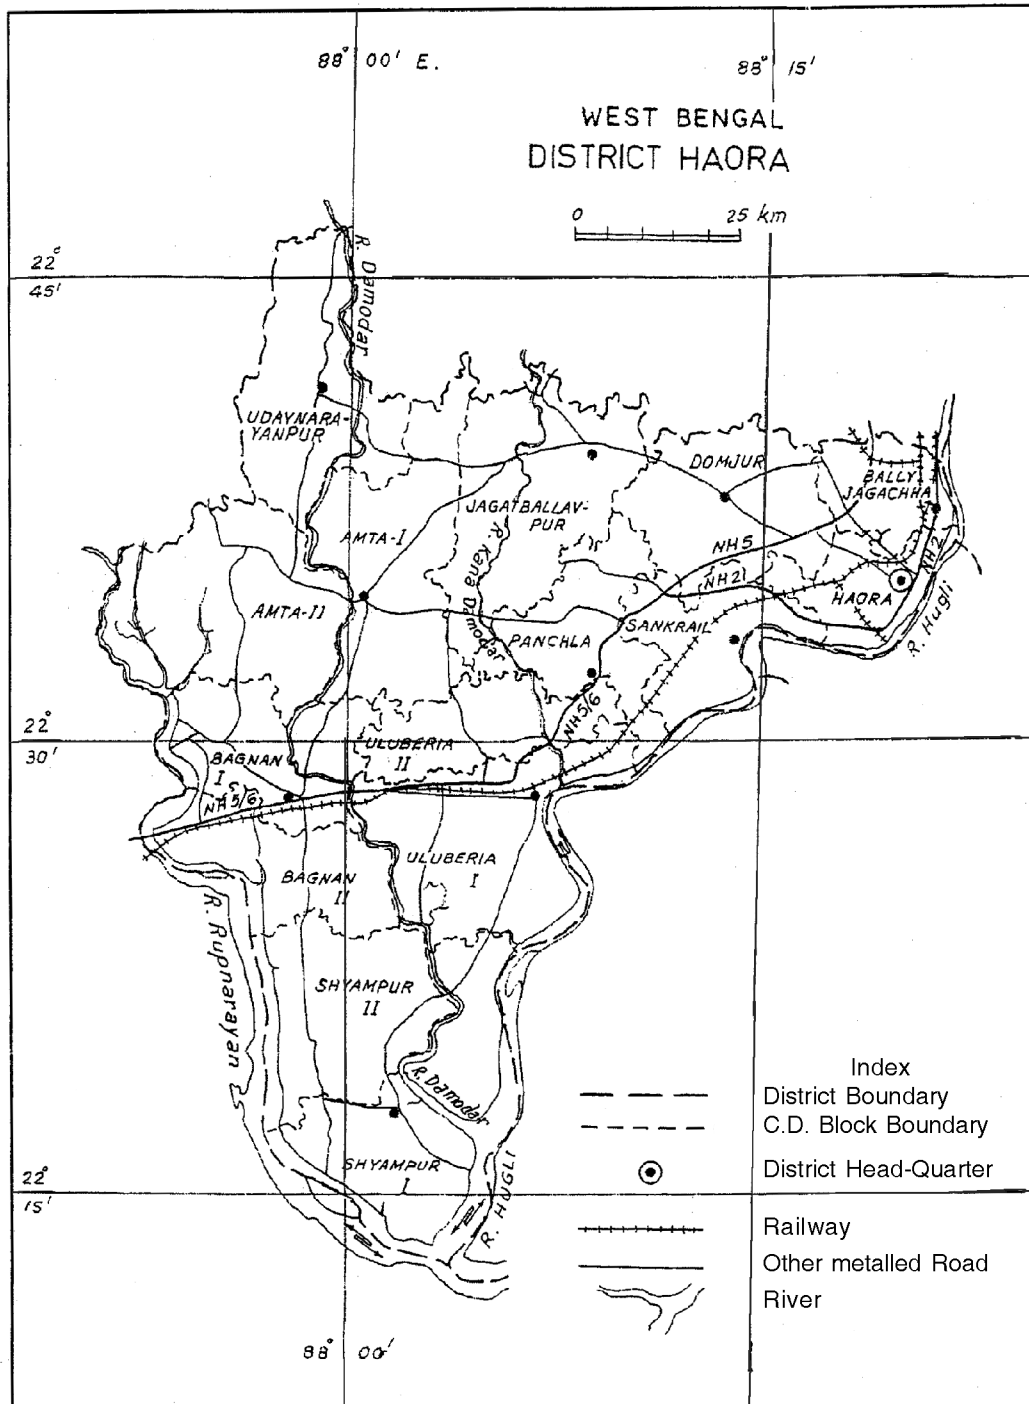 88° 00' E.
88° 15'
WEST BENGAL
DISTRICT HAORA
0 25 km
22°
45'
R. Damodar
UDAYNARA-
YANPUR
DOMJUR
BALLY
JAGACHHA
JAGATBALLAV-
PUR
AMTA-I
R. Kana Damodar
NH5
NH2
NH21
HAORA
AMTA-II
SANKRAIL
PANCHLA
R. Hugli
NH5/6
22°
30'
ULUBERIA
II
BAGNAN
I
NH5/6
ULUBERIA
I
BAGNAN
II
R. Rupnarayan
SHYAMPUR
II
R. Damodar
Index
District Boundary
C.D. Block Boundary
District Head-Quarter
22°
15'
SHYAMPUR
I
R. HUGLI
Railway
Other metalled Road
River
88° 00'